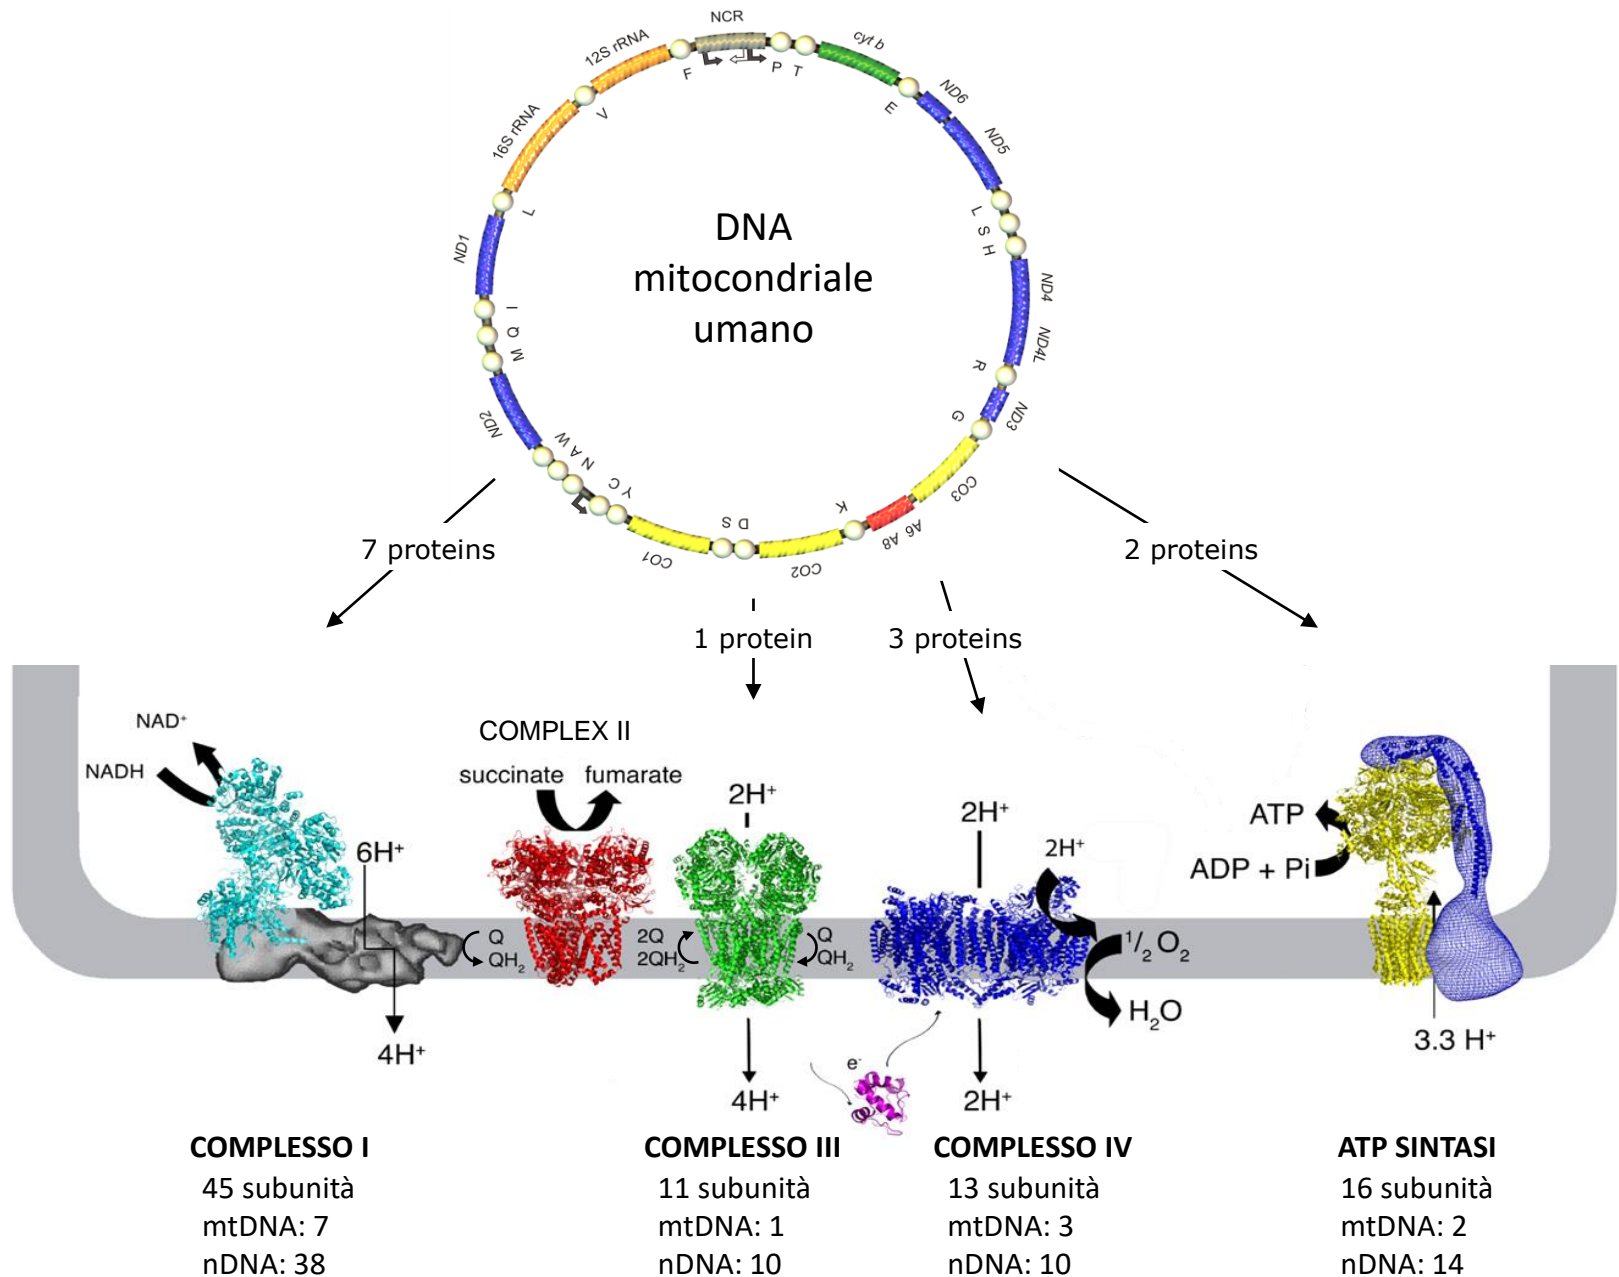 NCR
12S rRNA
F
P
T
cyt b
E
ND6
ND5
V
16S rRNA
L
L
S
H
ND1
DNA
mitocondriale
umano
ND4
I
Q
M
ND4L
R
ND2
G
ND3
W
A
N
C
Y
CO3
K
A6
A8
S
D
CO1
CO2
7 proteins
2 proteins
1 protein
3 proteins
NAD⁺
NADH
COMPLEX II
succinate fumarate
2H⁺
2H⁺
2H⁺
6H⁺
ATP
ADP + Pi
Q
QH₂
2Q
2QH₂
Q
QH₂
¹/₂ O₂
H₂O
4H⁺
3.3 H⁺
e⁻
4H⁺
2H⁺
COMPLESSO I
45 subunità
mtDNA: 7
nDNA: 38
COMPLESSO III
11 subunità
mtDNA: 1
nDNA: 10
COMPLESSO IV
13 subunità
mtDNA: 3
nDNA: 10
ATP SINTASI
16 subunità
mtDNA: 2
nDNA: 14